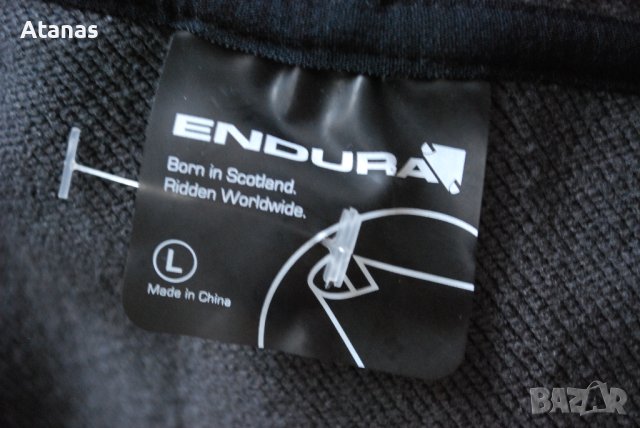 Atanas
ENDURA
Born in Scotland.
Ridden Worldwide.
L
Made in China
BAZAR